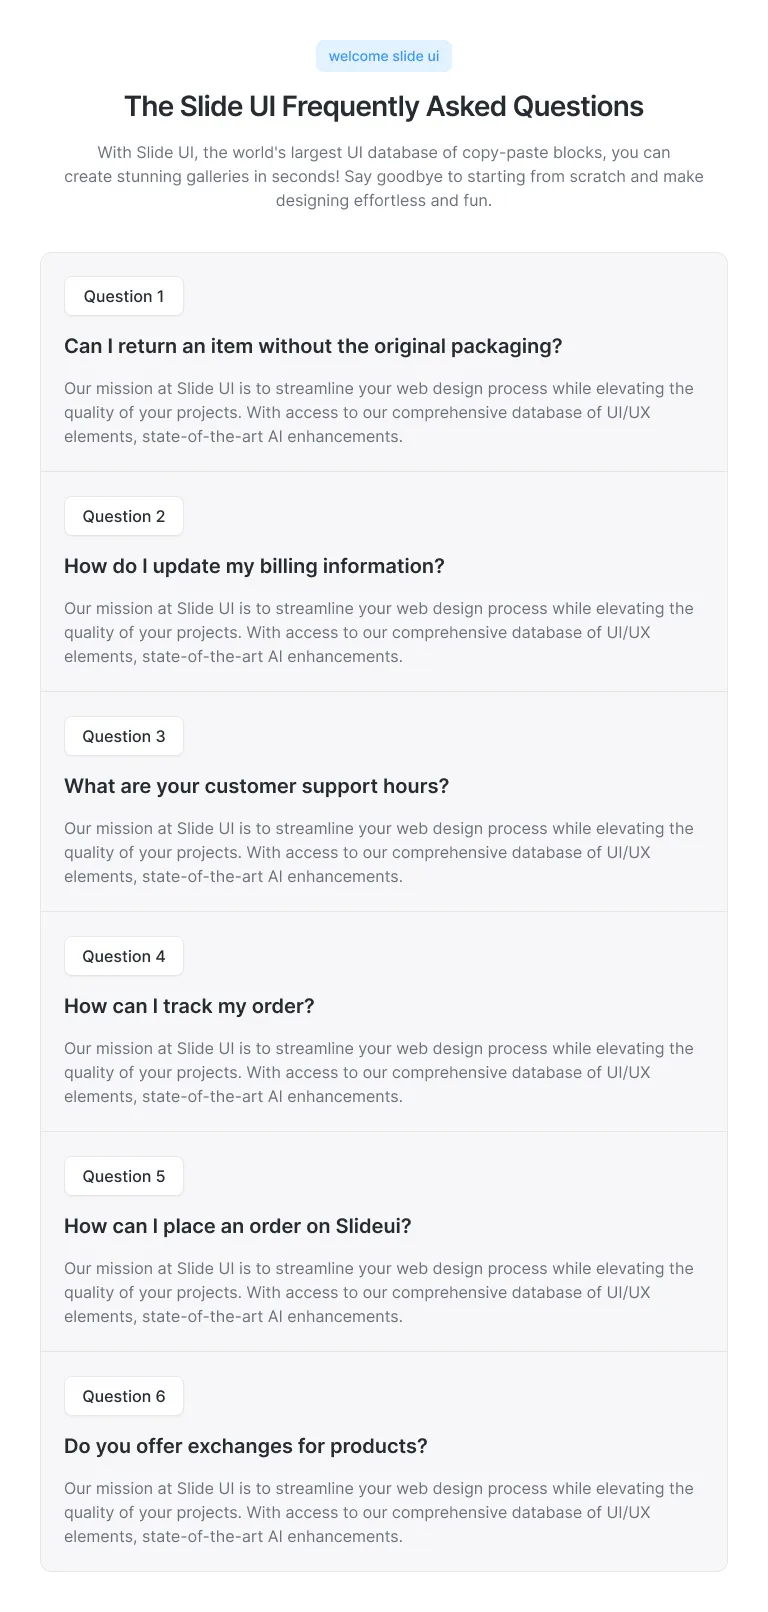 welcome slide ui
The Slide UI Frequently Asked Questions
With Slide UI, the world's largest UI database of copy-paste blocks, you can
create stunning galleries in seconds! Say goodbye to starting from scratch and make
designing effortless and fun.
Question 1
Can I return an item without the original packaging?
Our mission at Slide UI is to streamline your web design process while elevating the
quality of your projects. With access to our comprehensive database of UI/UX
elements, state-of-the-art AI enhancements.
Question 2
How do I update my billing information?
Our mission at Slide UI is to streamline your web design process while elevating the
quality of your projects. With access to our comprehensive database of UI/UX
elements, state-of-the-art AI enhancements.
Question 3
What are your customer support hours?
Our mission at Slide UI is to streamline your web design process while elevating the
quality of your projects. With access to our comprehensive database of UI/UX
elements, state-of-the-art AI enhancements.
Question 4
How can I track my order?
Our mission at Slide UI is to streamline your web design process while elevating the
quality of your projects. With access to our comprehensive database of UI/UX
elements, state-of-the-art AI enhancements.
Question 5
How can I place an order on Slideui?
Our mission at Slide UI is to streamline your web design process while elevating the
quality of your projects. With access to our comprehensive database of UI/UX
elements, state-of-the-art AI enhancements.
Question 6
Do you offer exchanges for products?
Our mission at Slide UI is to streamline your web design process while elevating the
quality of your projects. With access to our comprehensive database of UI/UX
elements, state-of-the-art AI enhancements.